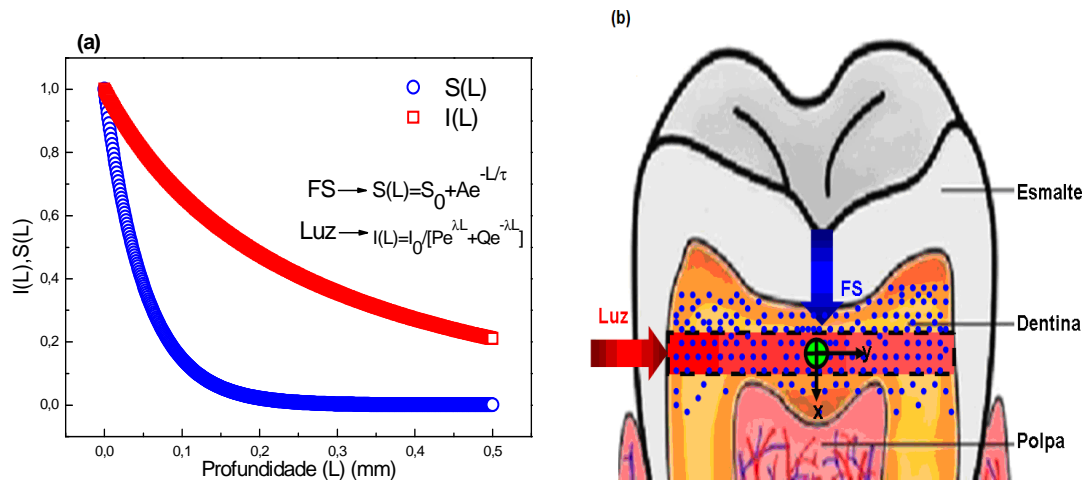 (a)
1,0
0,8
0,6
0,4
0,2
0,0
I(L),S(L)
S(L)
I(L)
FS → S(L)=S₀+Ae^-L/τ
Luz → I(L)=I₀/[Pe^λL+Qe^-λL]
0,0 0,1 0,2 0,3 0,4 0,5
Profundidade (L) (mm)
(b)
Esmalte
FS
Luz
Dentina
y
x
Polpa